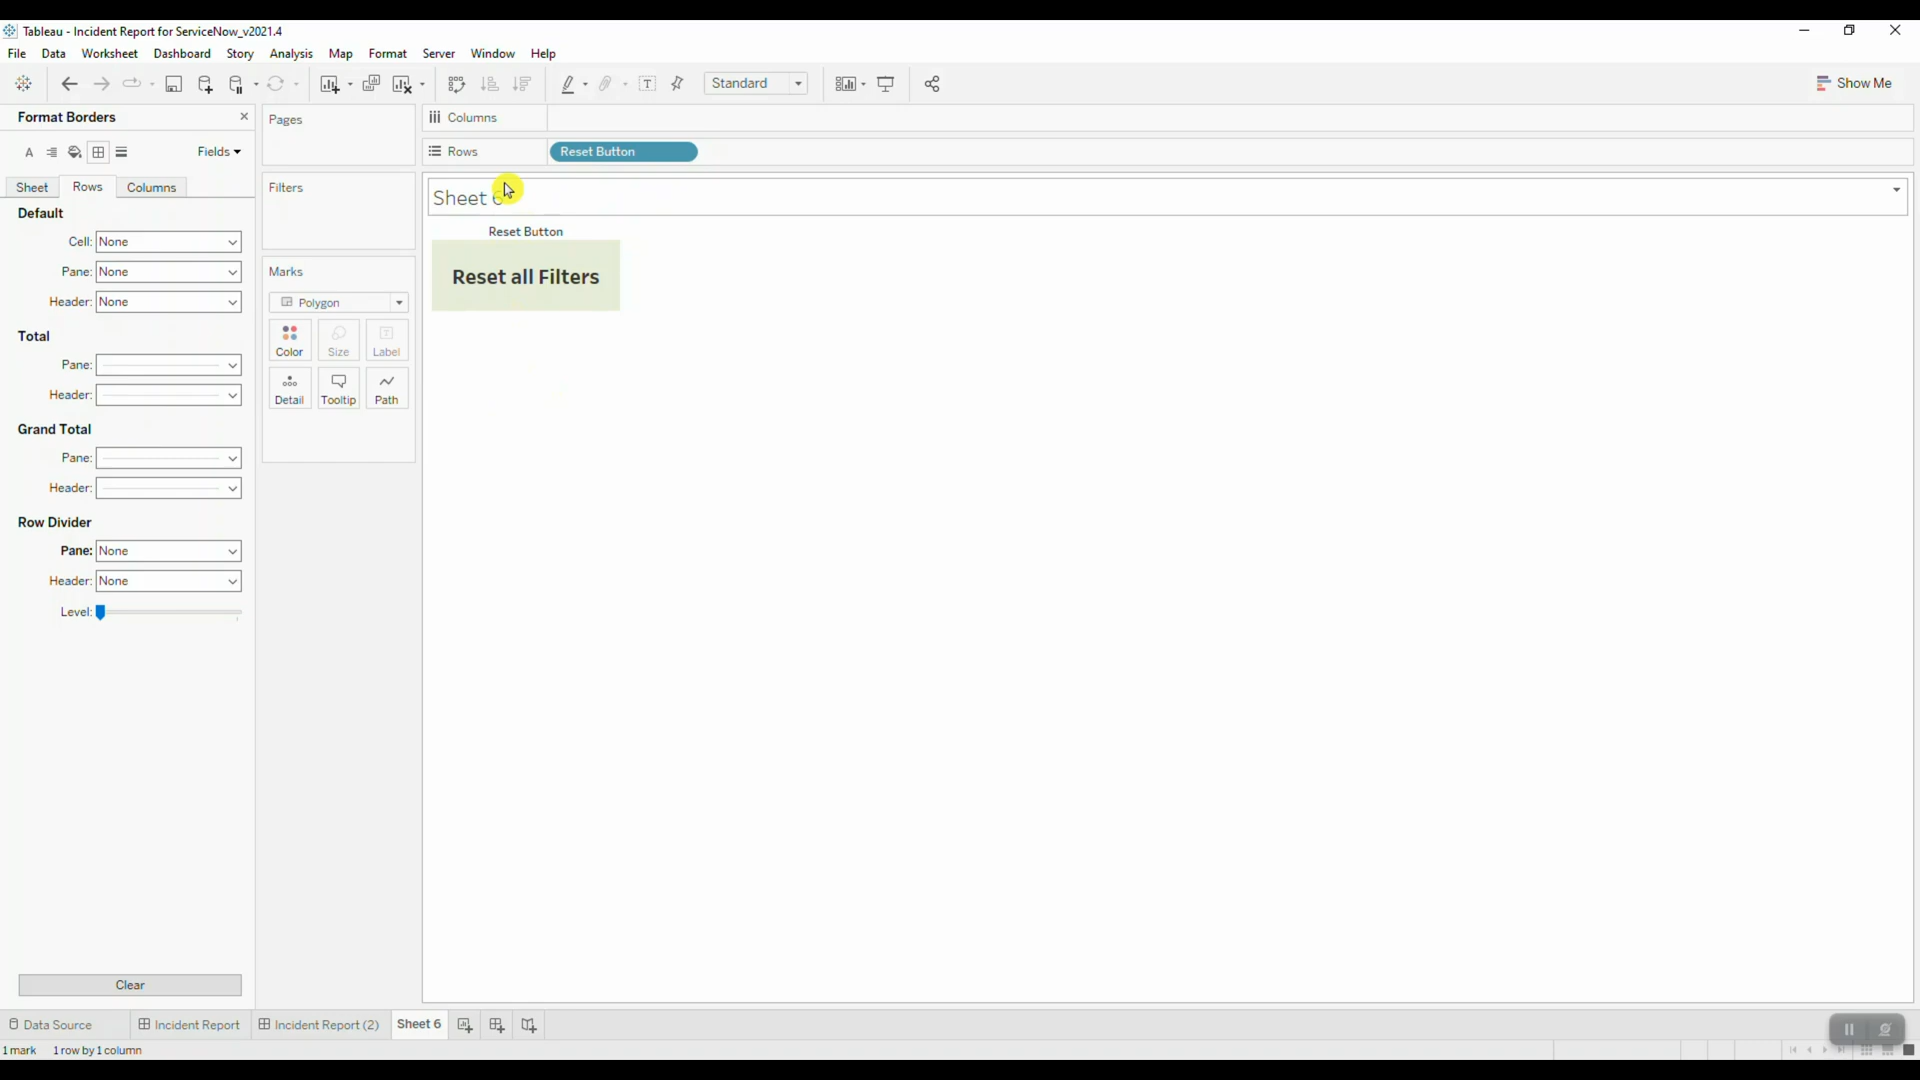 Tableau - Incident Report for ServiceNow_v2021.4
File Data Worksheet Dashboard Story Analysis Map Format Server Window Help
Standard
Show Me
Format Borders
Fields
Sheet Rows Columns
Default
Cell: None
Pane: None
Header: None
Total
Pane:
Header:
Grand Total
Pane:
Header:
Row Divider
Pane: None
Header: None
Level:
Clear
Pages
Filters
Marks
Polygon
Color Size Label
Detail Tooltip Path
Columns
Rows Reset Button
Sheet 6
Reset Button
Reset all Filters
Data Source Incident Report Incident Report (2) Sheet 6
1 mark 1 row by 1 column